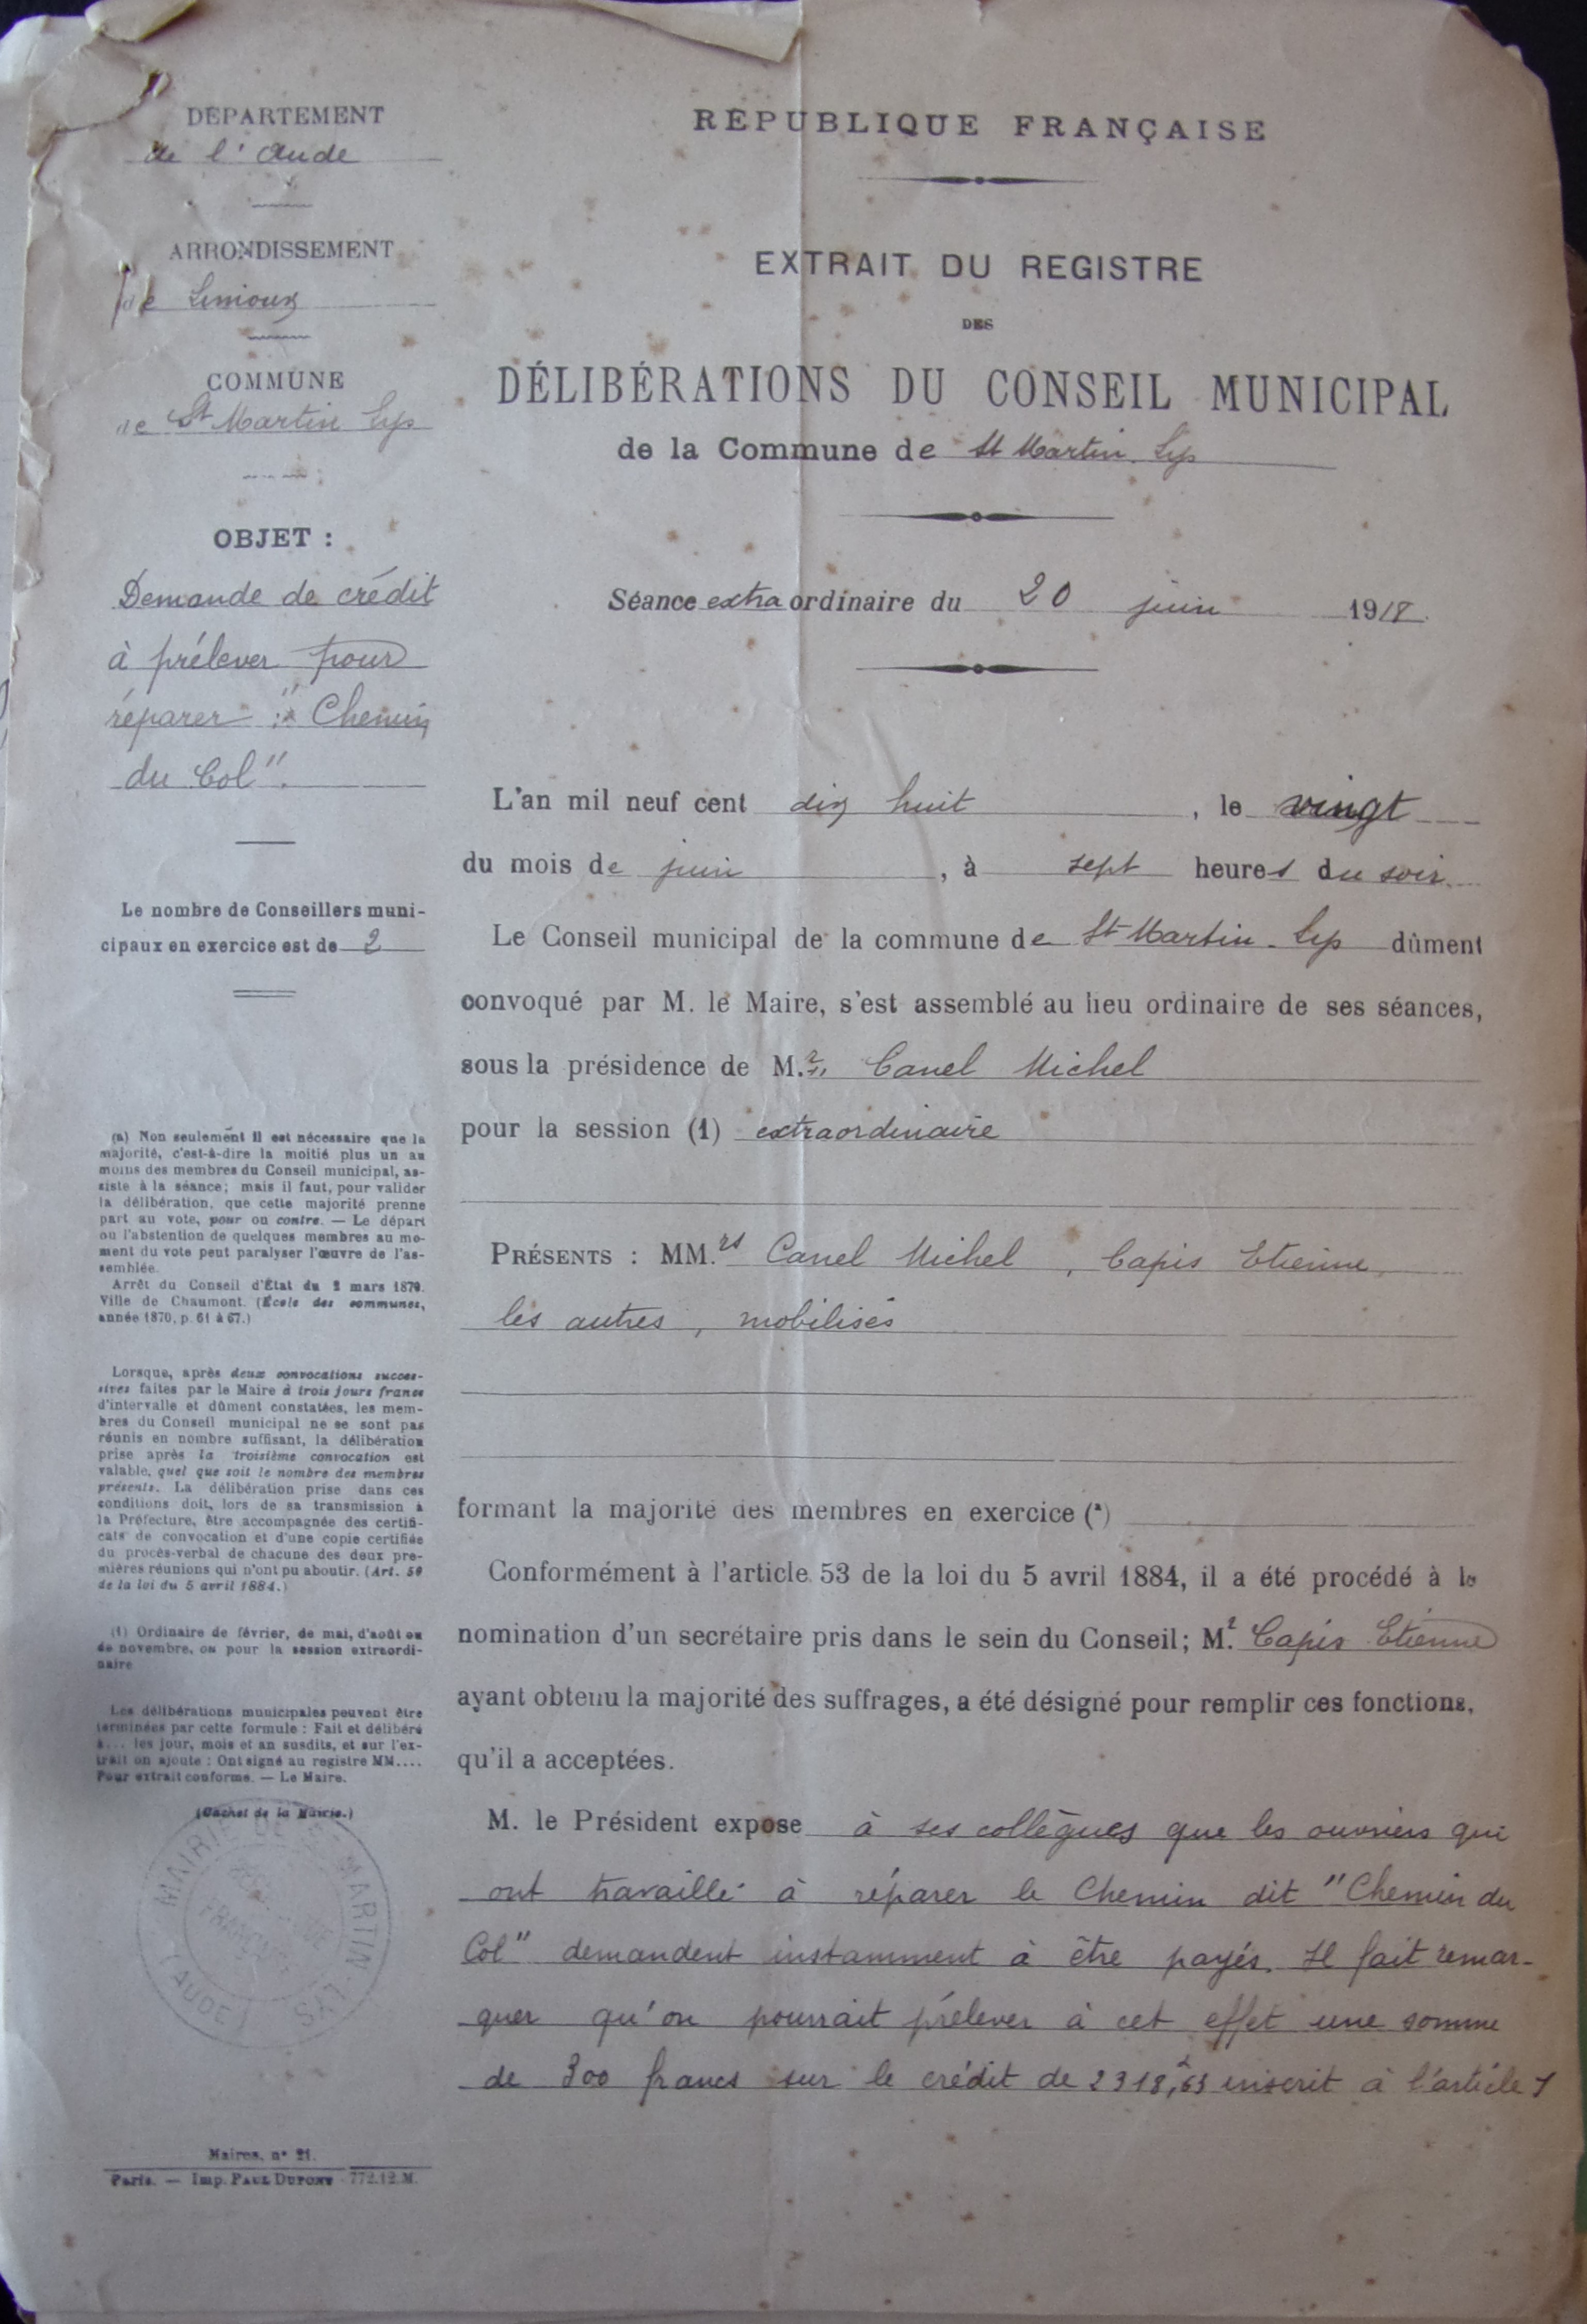 DÉPARTEMENT
de l'Aude
ARRONDISSEMENT
de Limoux
COMMUNE
de St Martin Lys
OBJET :
Demande de crédit
à prélever pour
réparer "Chemin
du Col".
Le nombre de Conseillers muni-
cipaux en exercice est de 2
(a) Non seulement il est nécessaire que la
majorité, c'est-à-dire la moitié plus un au
moins des membres du Conseil municipal, as-
siste à la séance; mais il faut, pour valider
la délibération, que cette majorité prenne
part au vote, pour ou contre. — Le départ
ou l'abstention de quelques membres au mo-
ment du vote peut paralyser l'œuvre de l'as-
semblée.
Arrêt du Conseil d'État du 2 mars 1870.
Ville de Chaumont. (École des communes,
année 1870, p. 61 à 67.)
Lorsque, après deux convocations succes-
sives faites par le Maire à trois jours francs
d'intervalle et dûment constatées, les mem-
bres du Conseil municipal ne se sont pas
réunis en nombre suffisant, la délibération
prise après la troisième convocation est
valable, quel que soit le nombre des membres
présents. La délibération prise dans ces
conditions doit, lors de sa transmission à
la Préfecture, être accompagnée des certifi-
cats de convocation et d'une copie certifiée
du procès-verbal de chacune des deux pre-
mières réunions qui n'ont pu aboutir. (Art. 50
de la loi du 5 avril 1884.)
(1) Ordinaire de février, de mai, d'août ou
de novembre, ou pour la session extraordi-
naire
Les délibérations municipales peuvent être
terminées par cette formule : Fait et délibéré
à... les jour, mois et an susdits, et sur l'ex-
trait on ajoute : Ont signé au registre MM....
Pour extrait conforme. — Le Maire.
(Cachet de la Mairie.)
MAIRIE DE ST MARTIN-LYS
RÉPUBLIQUE
FRANÇAISE
(AUDE)
Maires, n° 21.
Paris. — Imp. PAUL DUPONT 772.12.M.
RÉPUBLIQUE FRANÇAISE
EXTRAIT DU REGISTRE
DES
DÉLIBÉRATIONS DU CONSEIL MUNICIPAL
de la Commune de St Martin. Lys
Séance extraordinaire du 20 juin 1918.
L'an mil neuf cent dix huit, le vingt
du mois de juin, à sept heures du soir.
Le Conseil municipal de la commune de St Martin-Lys dûment
convoqué par M. le Maire, s'est assemblé au lieu ordinaire de ses séances,
sous la présidence de M.r Canel Michel
pour la session (1) extraordinaire
PRÉSENTS : MM.rs Canel Michel, Capis Etienne,
les autres, mobilisés
formant la majorité des membres en exercice (a)
Conformément à l'article 53 de la loi du 5 avril 1884, il a été procédé à la
nomination d'un secrétaire pris dans le sein du Conseil; M.r Capis Etienne
ayant obtenu la majorité des suffrages, a été désigné pour remplir ces fonctions,
qu'il a acceptées.
M. le Président expose à ses collègues que les ouvriers qui
ont travaillé à réparer le Chemin dit "Chemin du
Col" demandent instamment à être payés. Il fait remar-
quer qu'on pourrait prélever à cet effet une somme
de 300 francs sur le crédit de 2318,63 inscrit à l'article